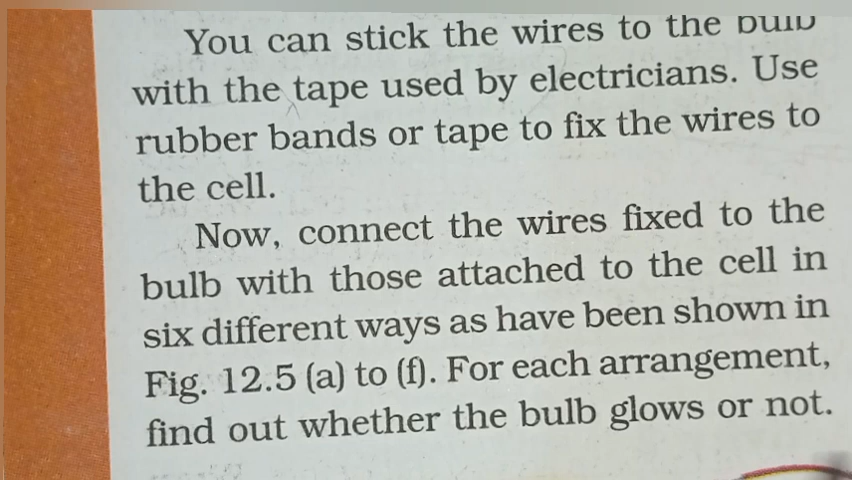 You can stick the wires to the bulb
with the tape used by electricians. Use
rubber bands or tape to fix the wires to
the cell.
Now, connect the wires fixed to the
bulb with those attached to the cell in
six different ways as have been shown in
Fig. 12.5 (a) to (f). For each arrangement,
find out whether the bulb glows or not.